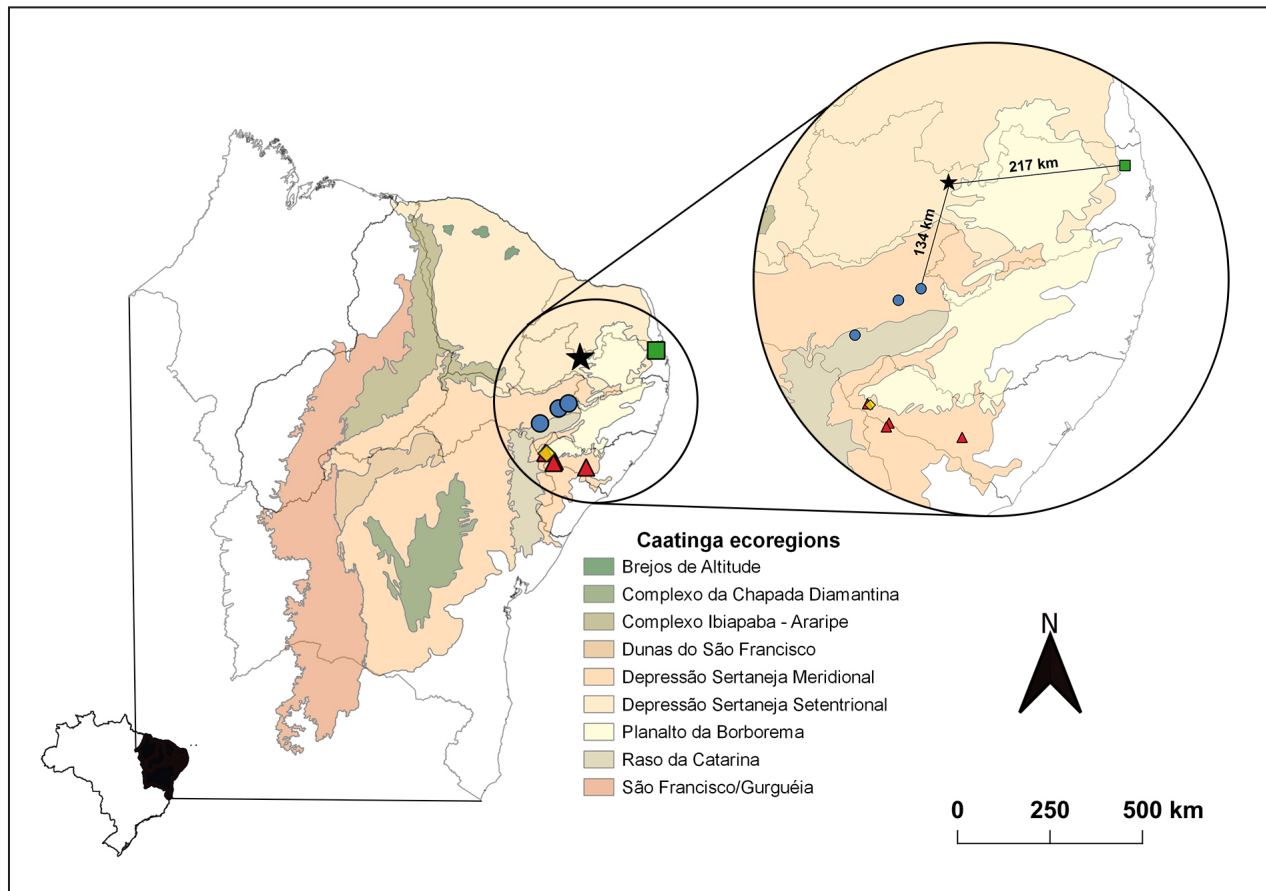 217 km
134 km
Caatinga ecoregions
Brejos de Altitude
Complexo da Chapada Diamantina
Complexo Ibiapaba - Araripe
Dunas do São Francisco
Depressão Sertaneja Meridional
Depressão Sertaneja Setentrional
Planalto da Borborema
Raso da Catarina
São Francisco/Gurguéia
N
0 250 500 km